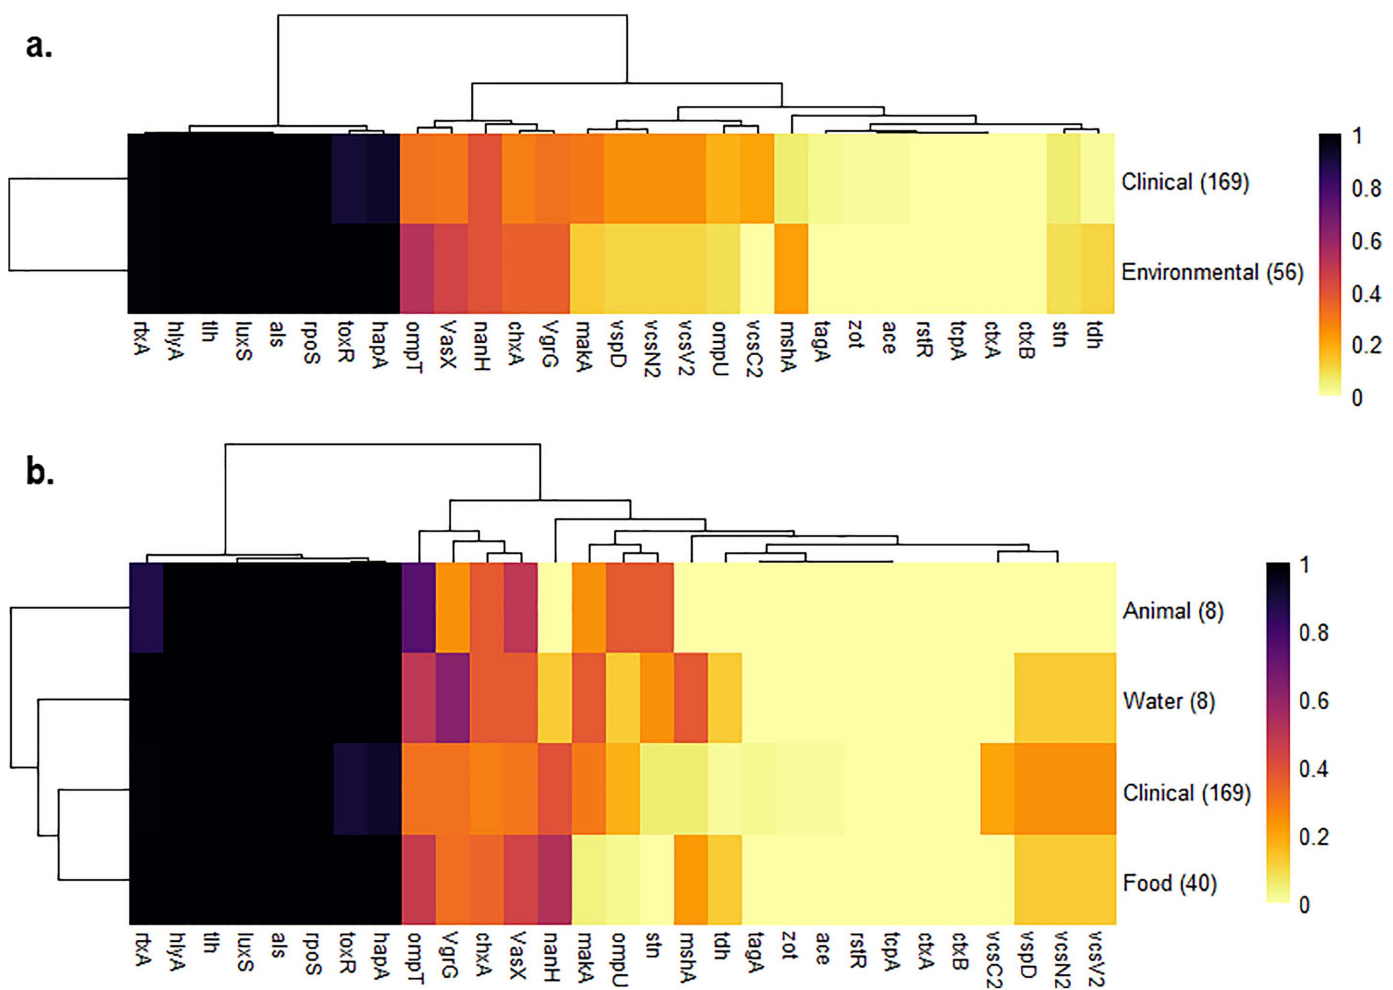 a.
1
0.8
0.6
0.4
0.2
0
Clinical (169)
Environmental (56)
rtxA hlyA tlh luxS als rpoS toxR hapA ompT VasX nanH chxA VgrG makA vspD vcsN2 vcsV2 ompU vcsC2 mshA tagA zot ace rstR tcpA ctxA ctxB stn tdh
b.
1
0.8
0.6
0.4
0.2
0
Animal (8)
Water (8)
Clinical (169)
Food (40)
rtxA hlyA tlh luxS als rpoS toxR hapA ompT VgrG chxA VasX nanH makA ompU stn mshA tdh tagA zot ace rstR tcpA ctxA ctxB vcsC2 vspD vcsN2 vcsV2